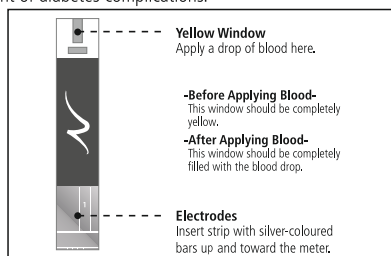 nt of diabetes complications.
Yellow Window
Apply a drop of blood here.
-Before Applying Blood-
This window should be completely
yellow.
-After Applying Blood-
This window should be completely
filled with the blood drop.
1
Electrodes
Insert strip with silver-coloured
bars up and toward the meter.